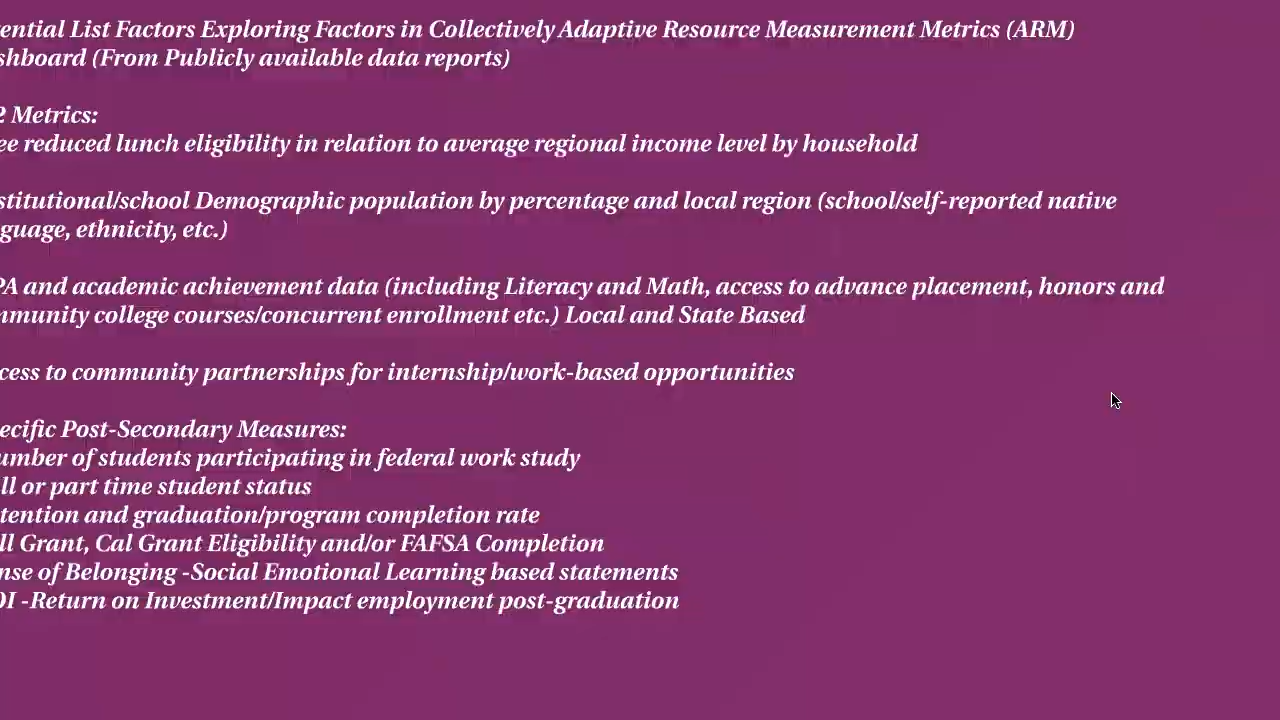 ential List Factors Exploring Factors in Collectively Adaptive Resource Measurement Metrics (ARM)
shboard (From Publicly available data reports)
2 Metrics:
ee reduced lunch eligibility in relation to average regional income level by household
stitutional/school Demographic population by percentage and local region (school/self-reported native
guage, ethnicity, etc.)
PA and academic achievement data (including Literacy and Math, access to advance placement, honors and
mmunity college courses/concurrent enrollment etc.) Local and State Based
cess to community partnerships for internship/work-based opportunities
ecific Post-Secondary Measures:
umber of students participating in federal work study
ll or part time student status
tention and graduation/program completion rate
ll Grant, Cal Grant Eligibility and/or FAFSA Completion
nse of Belonging -Social Emotional Learning based statements
OI -Return on Investment/Impact employment post-graduation